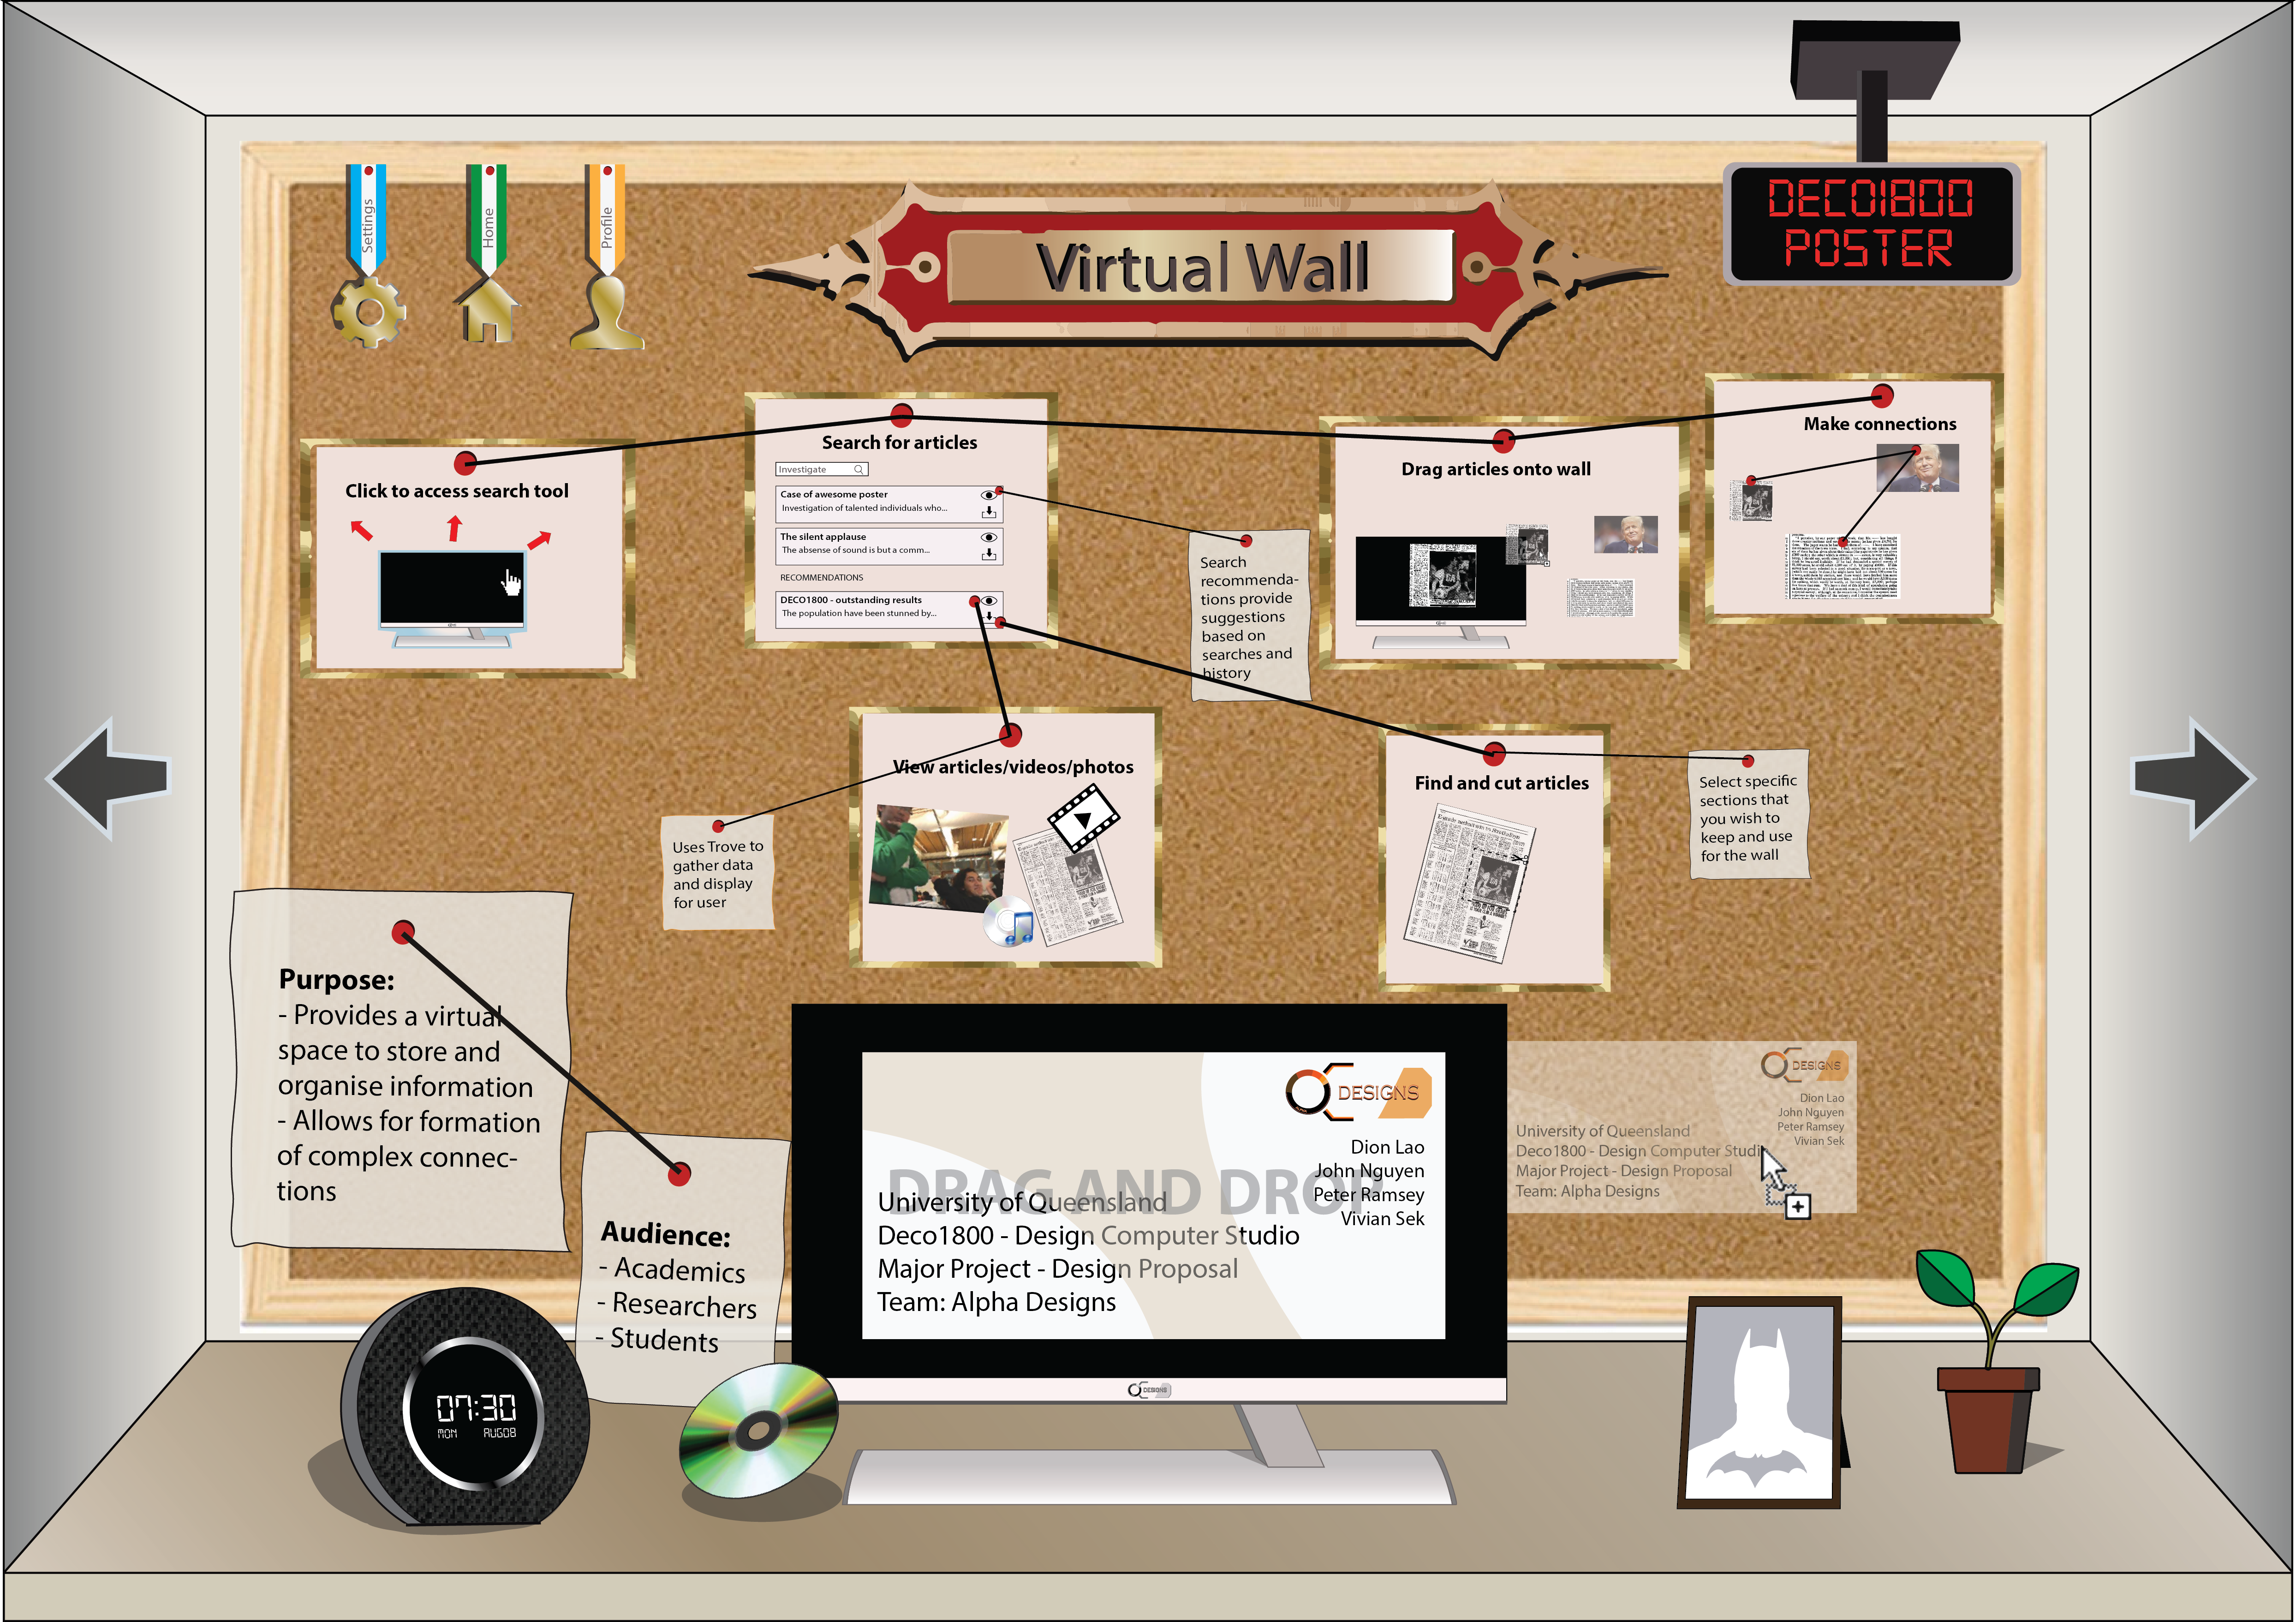 DECO1800
POSTER
Settings
Home
Profile
Virtual Wall
Click to access search tool
Search for articles
Investigate
Case of awesome poster
Investigation of talented individuals who...
The silent applause
The absence of sound is but a comm...
RECOMMENDATIONS
DECO1800 - outstanding results
The population have been stunned by...
Search
recommenda-
tions provide
suggestions
based on
searches and
history
Drag articles onto wall
Make connections
View articles/videos/photos
Uses Trove to
gather data
and display
for user
Find and cut articles
Select specific
sections that
you wish to
keep and use
for the wall
Purpose:
- Provides a virtual
space to store and
organise information
- Allows for formation
of complex connec-
tions
Audience:
- Academics
- Researchers
- Students
DESIGNS
Dion Lao
John Nguyen
Peter Ramsey
Vivian Sek
DRAG AND DROP
University of Queensland
Deco1800 - Design Computer Studio
Major Project - Design Proposal
Team: Alpha Designs
DESIGNS
Dion Lao
John Nguyen
Peter Ramsey
Vivian Sek
University of Queensland
Deco1800 - Design Computer Studi
Major Project - Design Proposal
Team: Alpha Designs
DESIGNS
07:30
MON AUG08